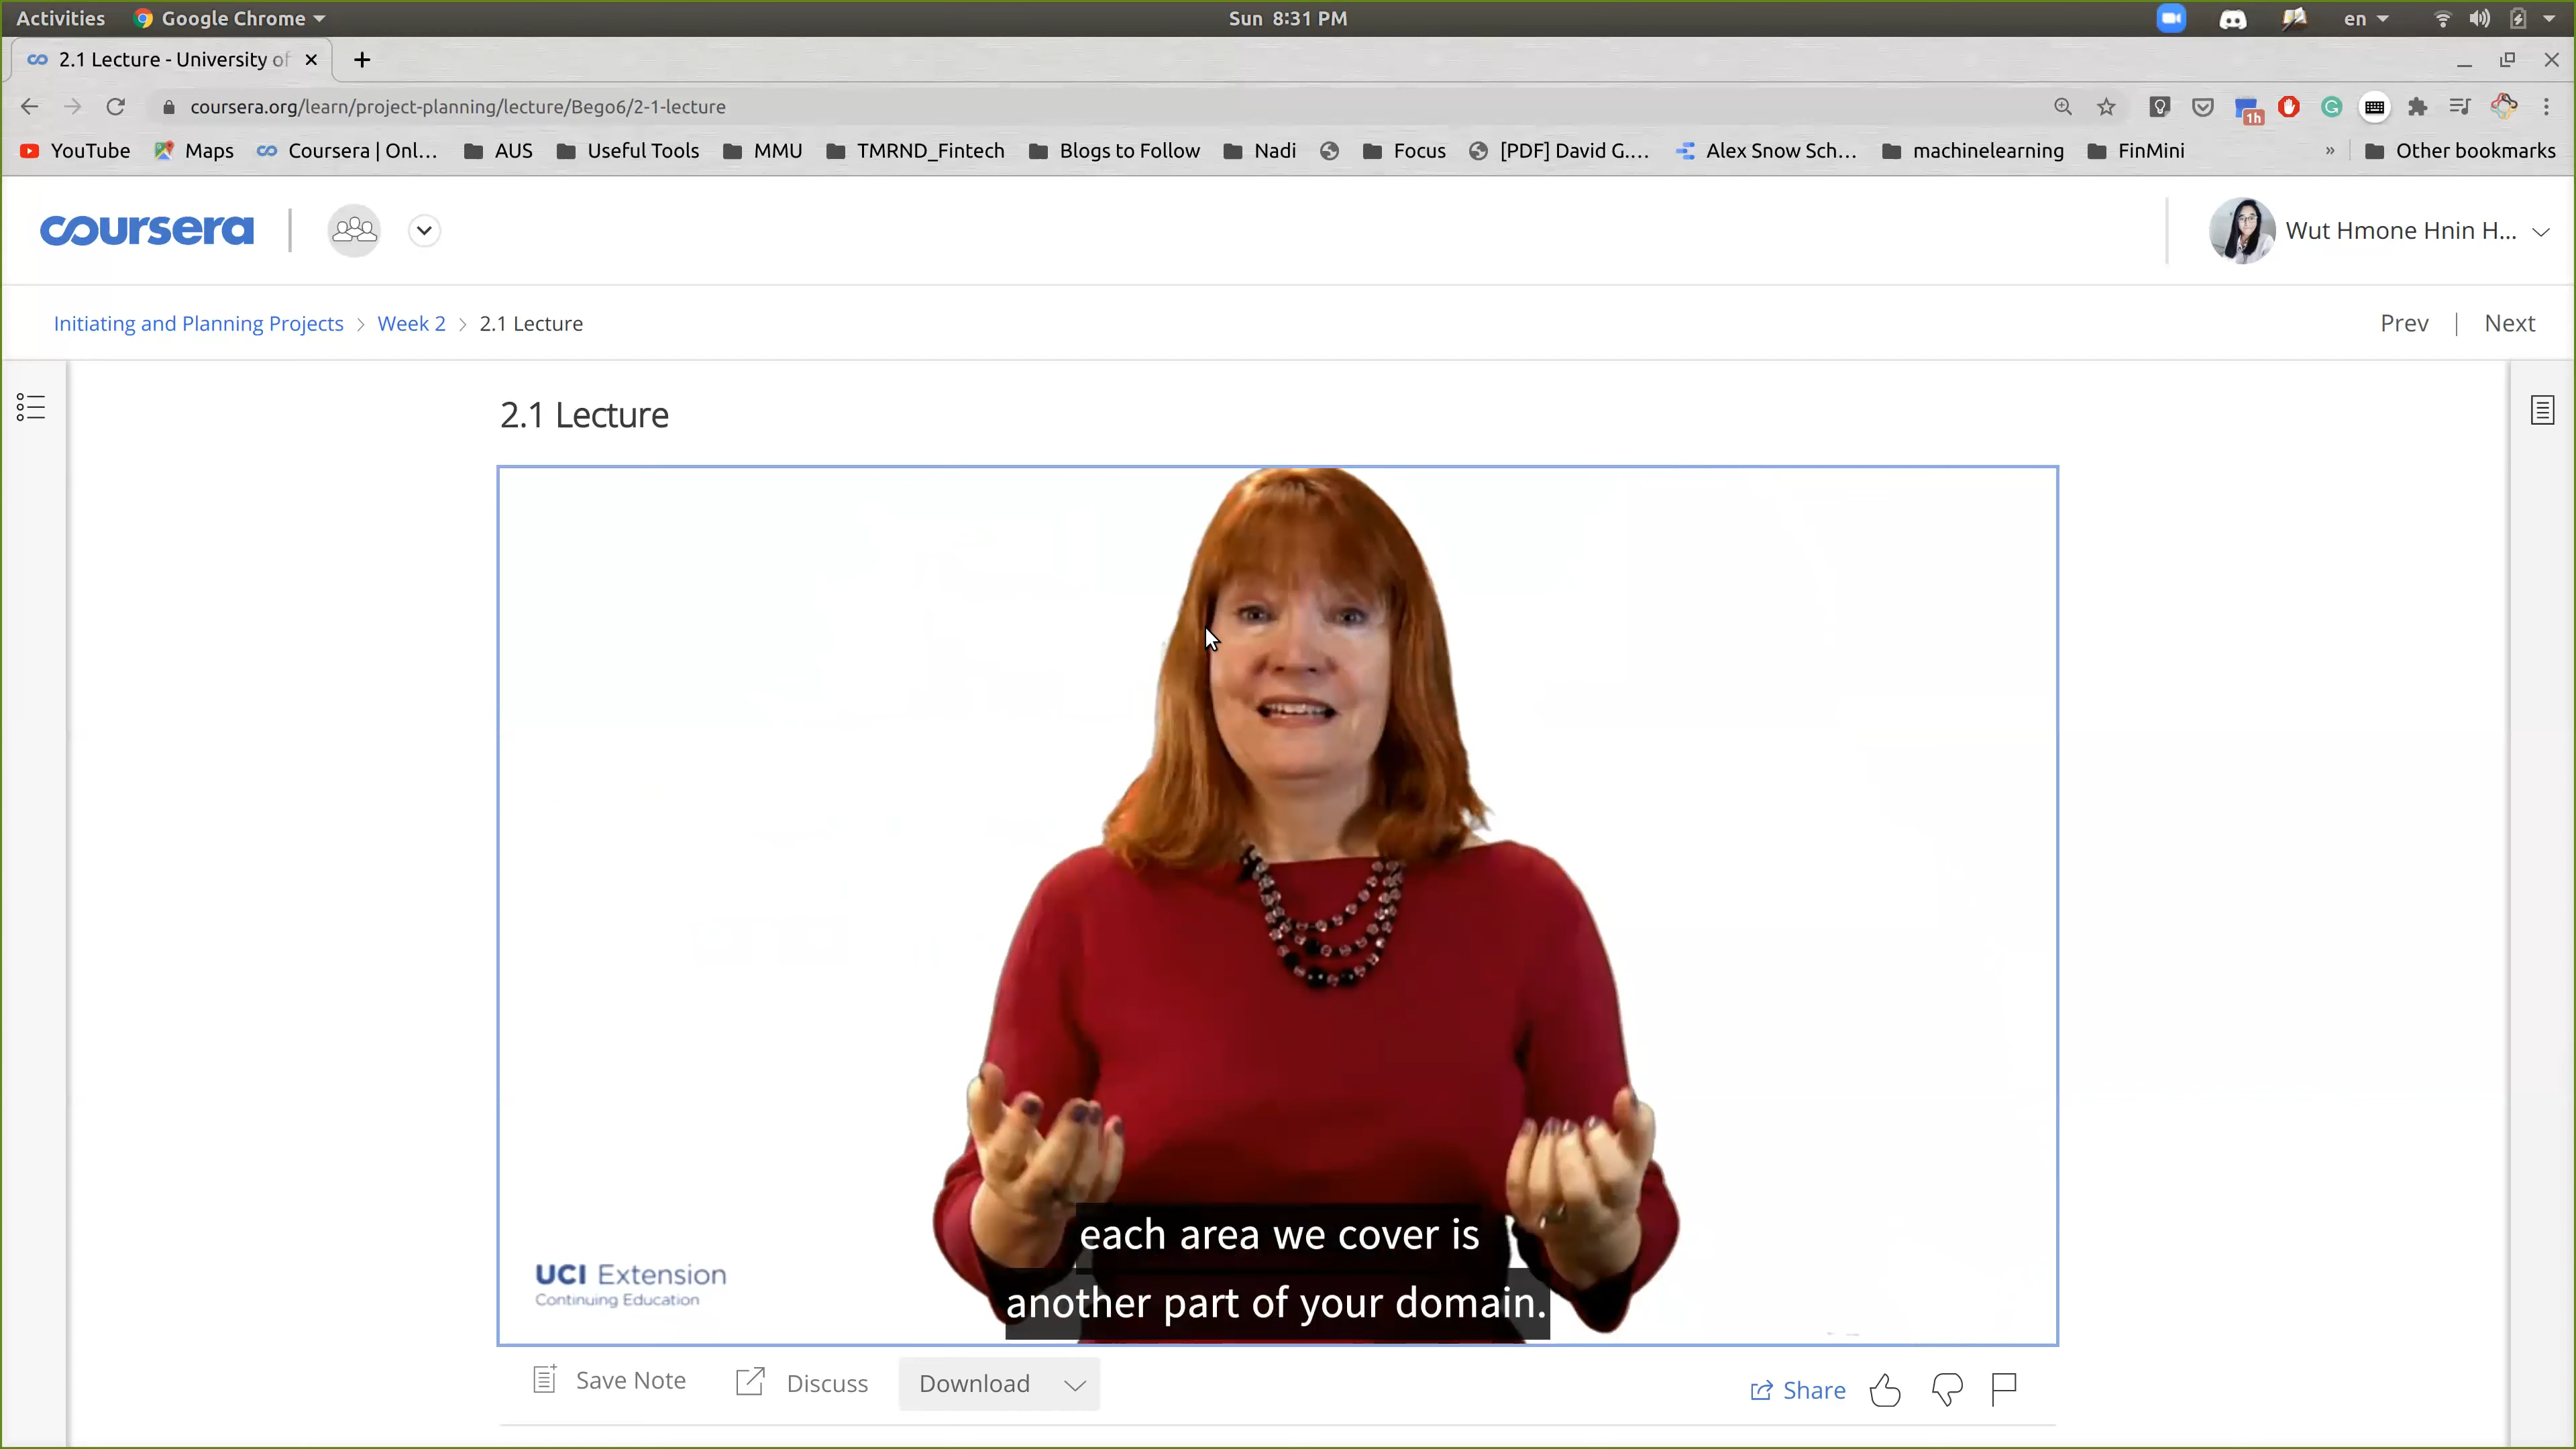 Activities Google Chrome Sun 8:31 PM en
2.1 Lecture - University of
coursera.org/learn/project-planning/lecture/Bego6/2-1-lecture 1h
YouTube Maps Coursera | Onl... AUS Useful Tools MMU TMRND_Fintech Blogs to Follow Nadi Focus [PDF] David G.... Alex Snow Sch... machinelearning FinMini » Other bookmarks
coursera Wut Hmone Hnin H...
Initiating and Planning Projects > Week 2 > 2.1 Lecture Prev | Next
2.1 Lecture
each area we cover is
another part of your domain.
UCI Extension
Continuing Education
Save Note Discuss Download Share